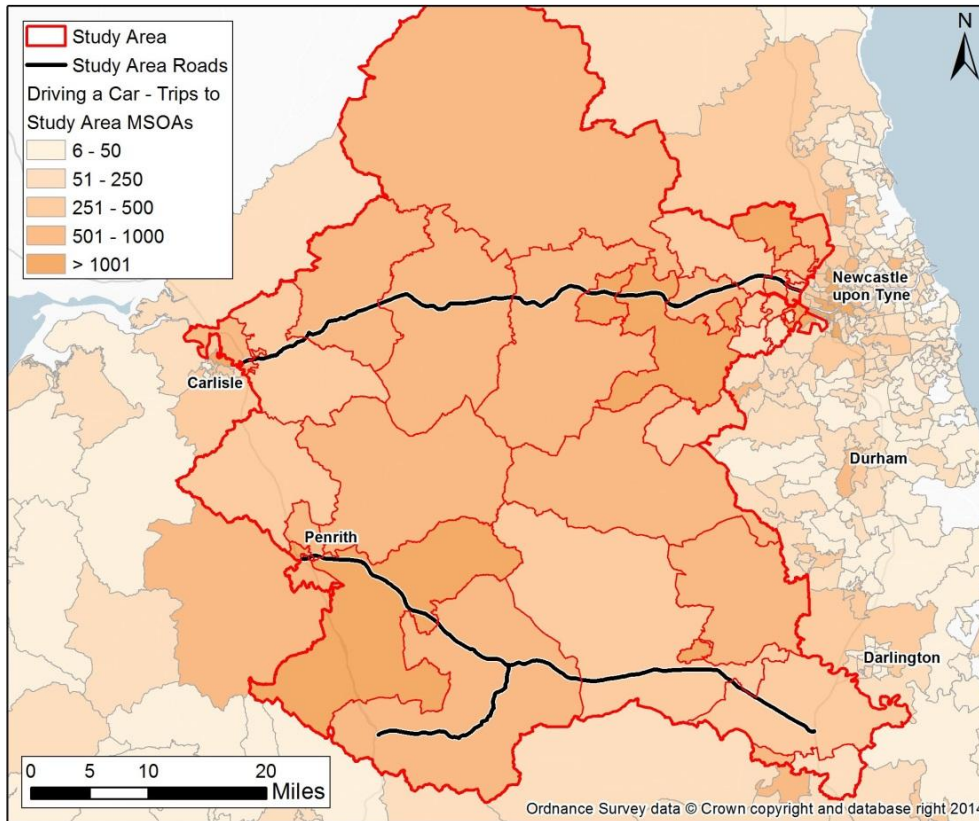 Study Area
Study Area Roads
Driving a Car - Trips to
Study Area MSOAs
6 - 50
51 - 250
251 - 500
501 - 1000
> 1001
N
Newcastle
upon Tyne
Carlisle
Durham
Penrith
Darlington
0 5 10 20
Miles
Ordnance Survey data © Crown copyright and database right 2014